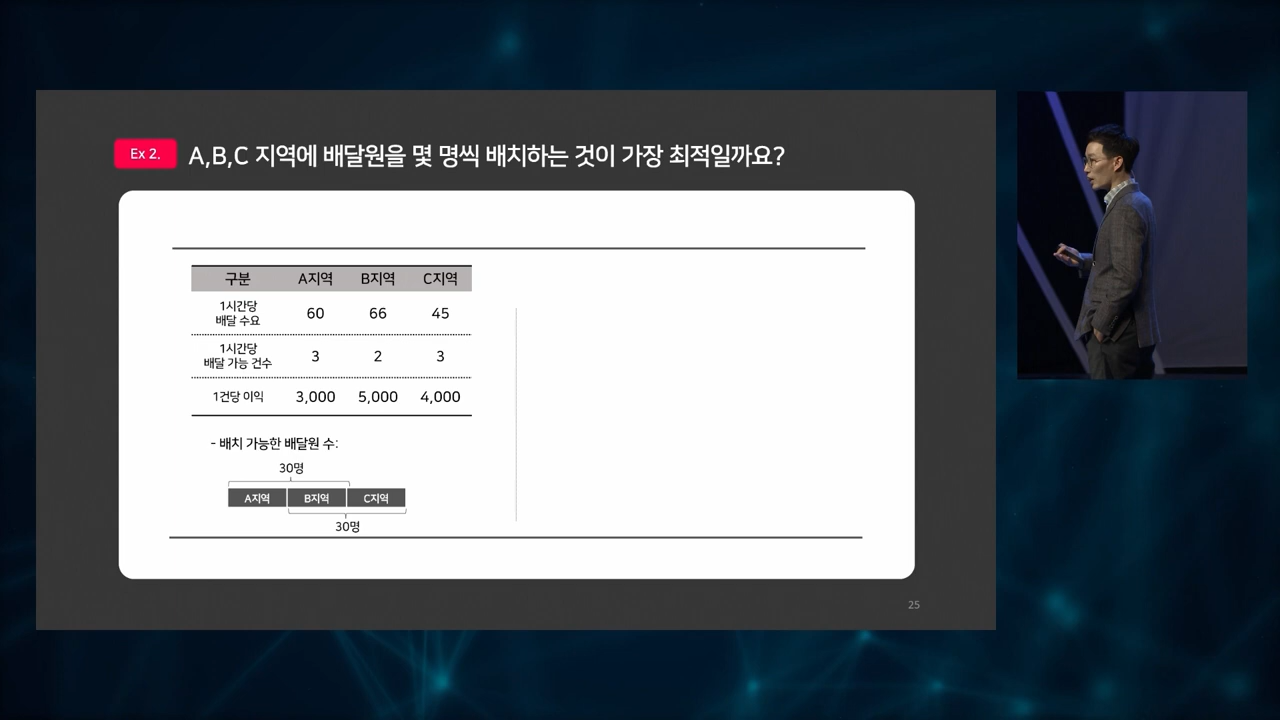 Ex 2.
A,B,C 지역에 배달원을 몇 명씩 배치하는 것이 가장 최적일까요?
구분 A지역 B지역 C지역
1시간당
배달 수요
60 66 45
1시간당
배달 가능 건수
3 2 3
1건당 이익 3,000 5,000 4,000
- 배치 가능한 배달원 수:
30명
A지역 B지역 C지역
30명
25